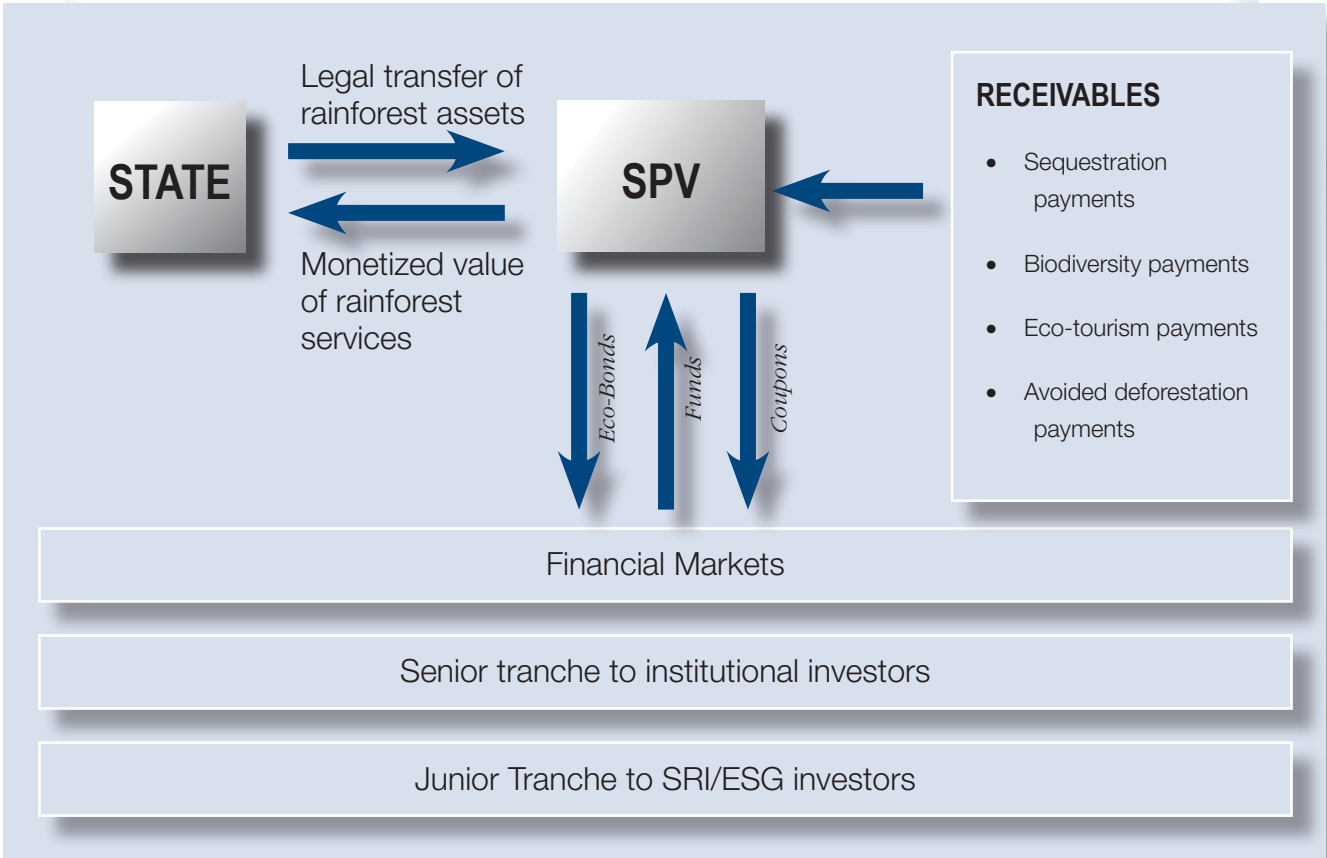 Legal transfer of
rainforest assets
STATE
SPV
Monetized value
of rainforest
services
RECEIVABLES
• Sequestration
payments
• Biodiversity payments
• Eco-tourism payments
• Avoided deforestation
payments
Eco-Bonds
Funds
Coupons
Financial Markets
Senior tranche to institutional investors
Junior Tranche to SRI/ESG investors